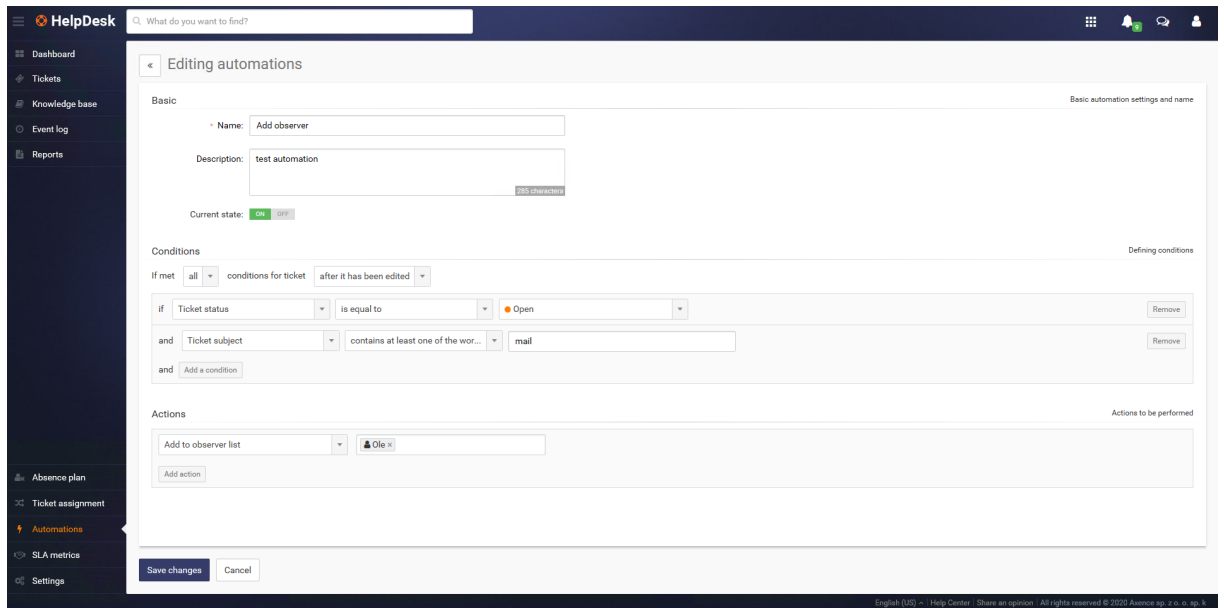 HelpDesk
What do you want to find?
9
Dashboard
Tickets
Knowledge base
Event log
Reports
Absence plan
Ticket assignment
Automations
SLA metrics
Settings
« Editing automations
Basic
Basic automation settings and name
* Name: Add observer
Description: test automation
285 characters
Current state: ON OFF
Conditions
Defining conditions
If met all conditions for ticket after it has been edited
if Ticket status is equal to Open Remove
and Ticket subject contains at least one of the wor... mail Remove
and Add a condition
Actions
Actions to be performed
Add to observer list Ole ×
Add action
Save changes Cancel
English (US) | Help Center | Share an opinion | All rights reserved © 2020 Axence sp. z o. o. sp. k